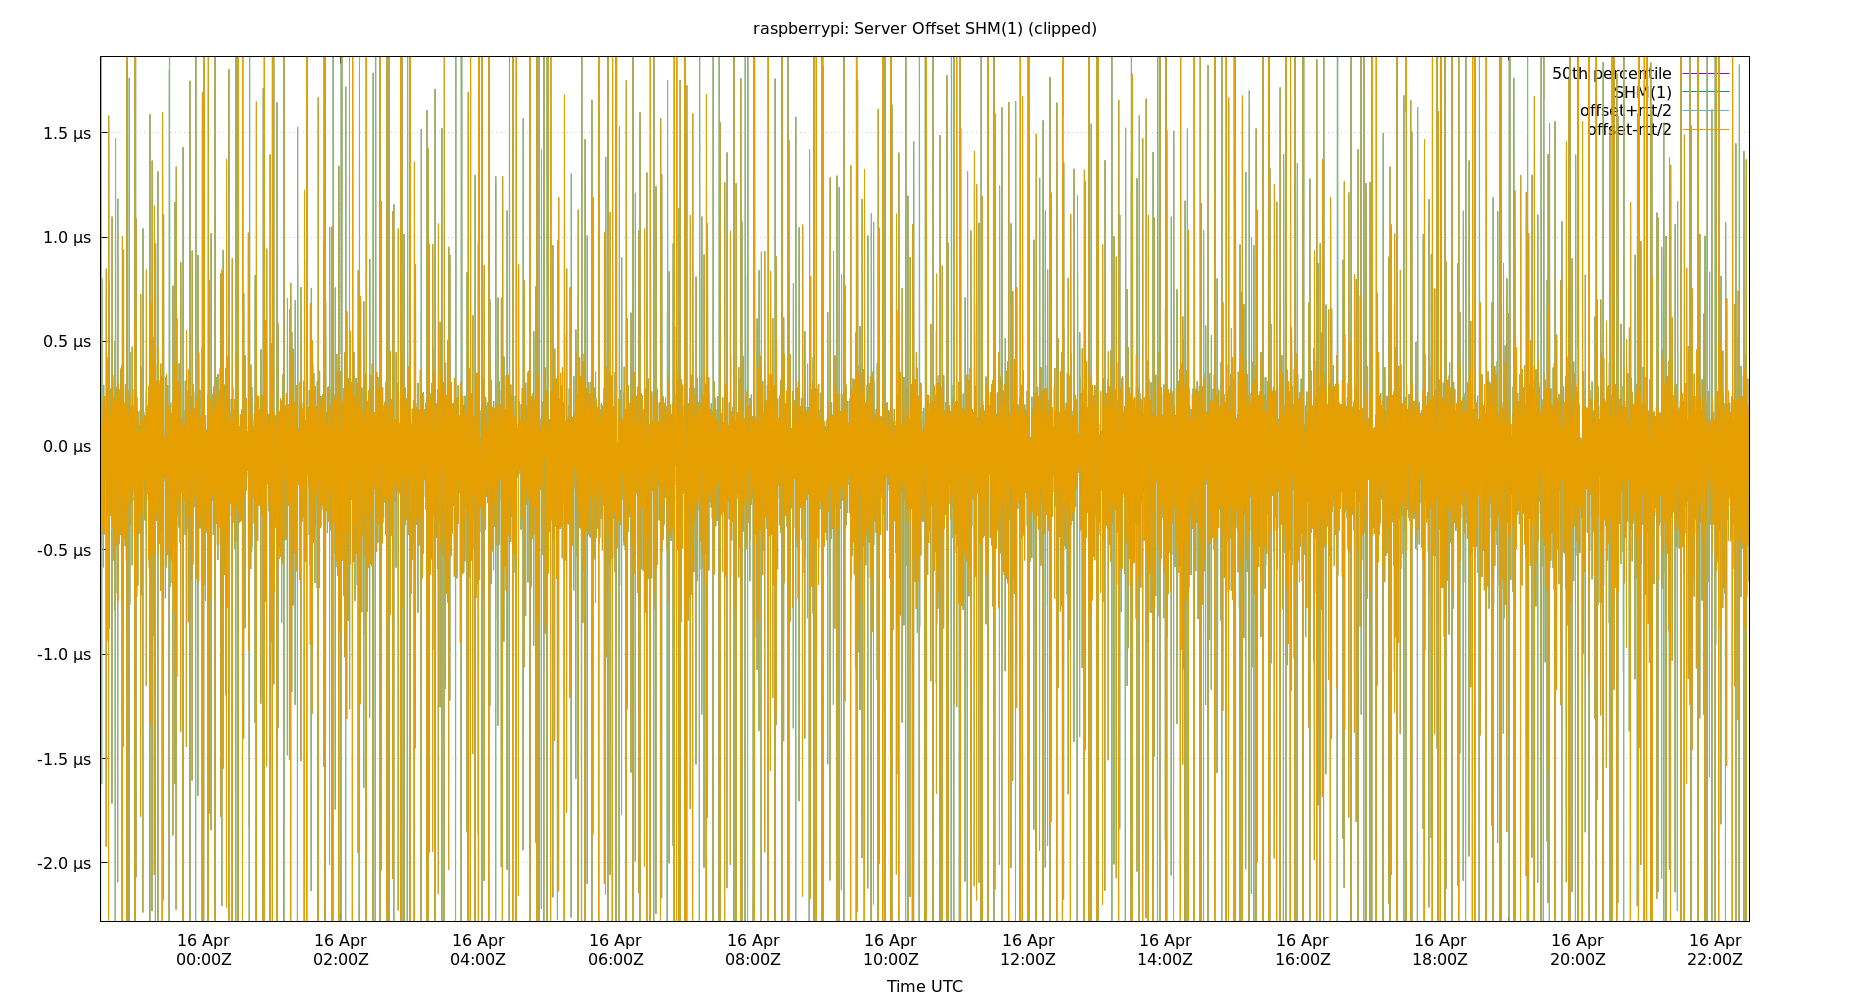 raspberrypi: Server Offset SHM(1) (clipped)
50th percentile
SHM(1)
offset+rtt/2
offset-rtt/2
1.5 µs
1.0 µs
0.5 µs
0.0 µs
-0.5 µs
-1.0 µs
-1.5 µs
-2.0 µs
16 Apr 16 Apr 16 Apr 16 Apr 16 Apr 16 Apr 16 Apr 16 Apr 16 Apr 16 Apr 16 Apr 16 Apr
00:00Z 02:00Z 04:00Z 06:00Z 08:00Z 10:00Z 12:00Z 14:00Z 16:00Z 18:00Z 20:00Z 22:00Z
Time UTC